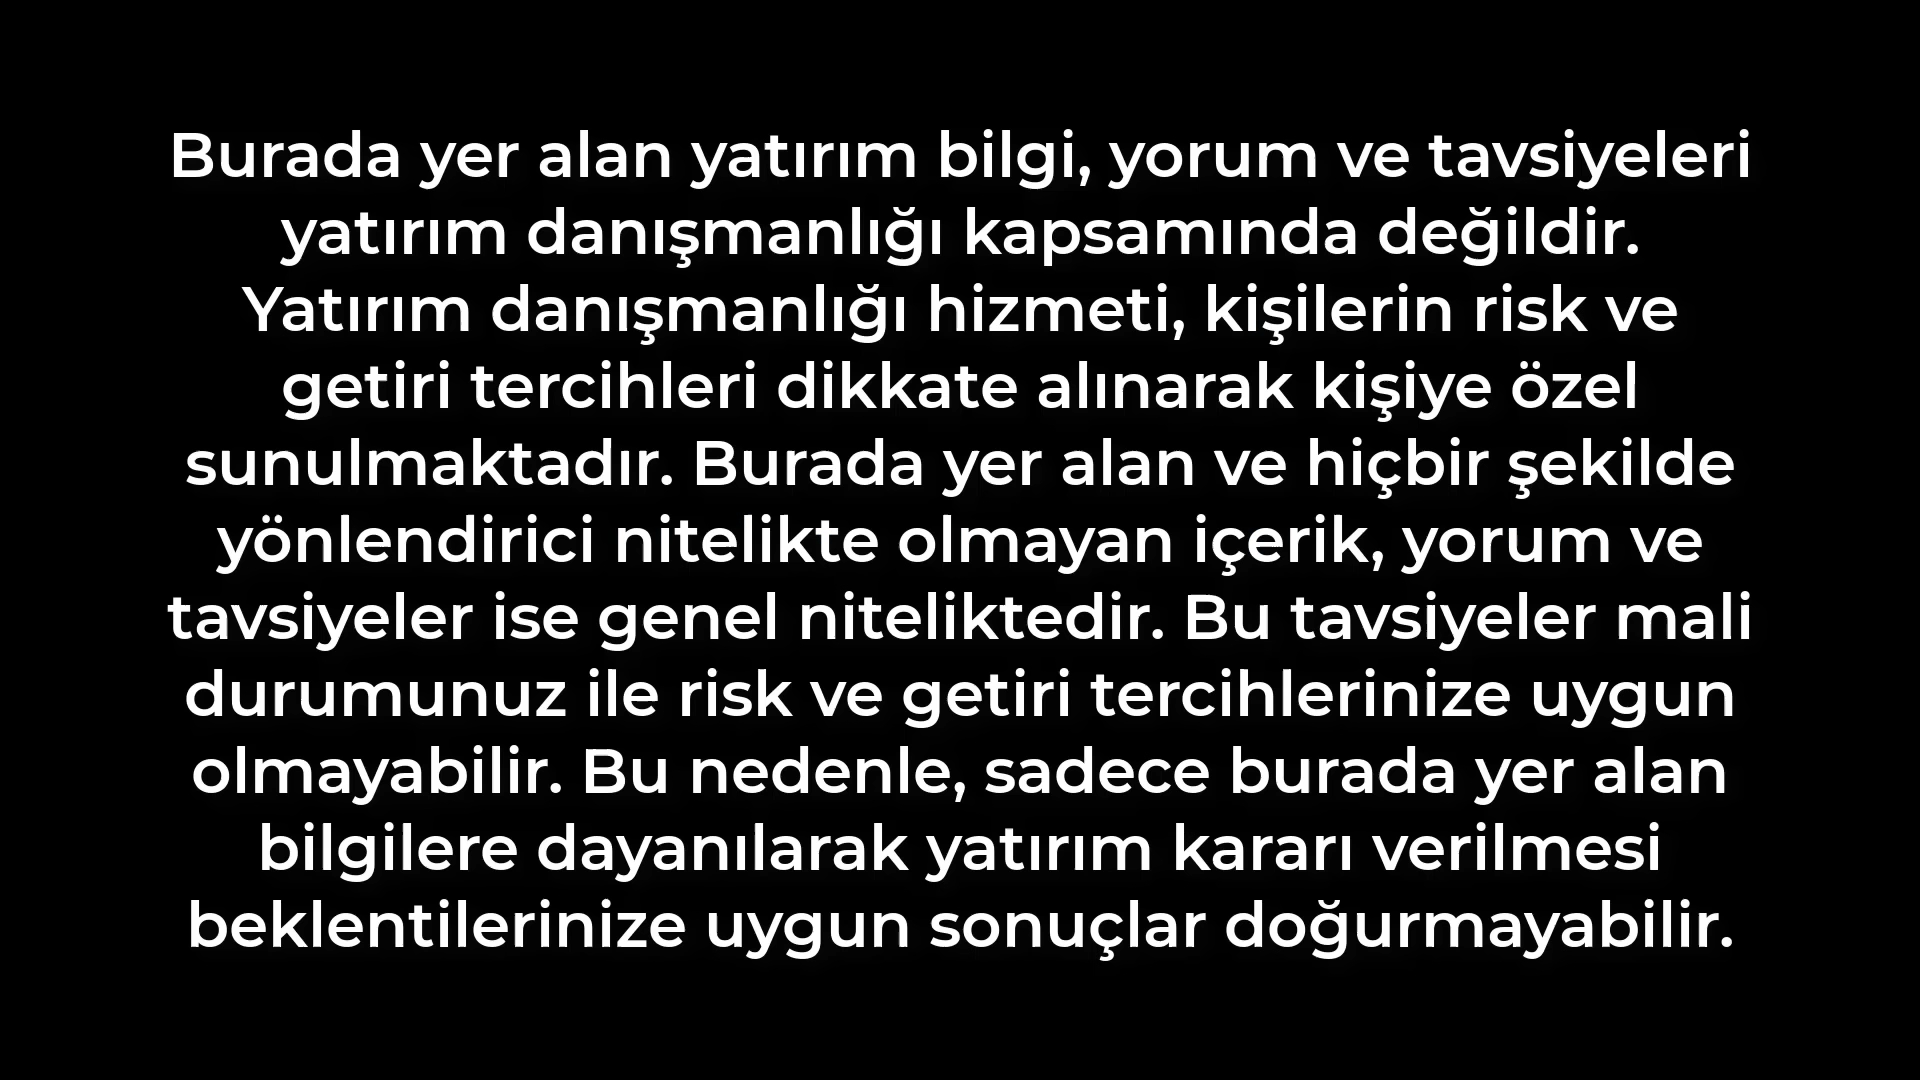 Burada yer alan yatırım bilgi, yorum ve tavsiyeleri
yatırım danışmanlığı kapsamında değildir.
Yatırım danışmanlığı hizmeti, kişilerin risk ve
getiri tercihleri dikkate alınarak kişiye özel
sunulmaktadır. Burada yer alan ve hiçbir şekilde
yönlendirici nitelikte olmayan içerik, yorum ve
tavsiyeler ise genel niteliktedir. Bu tavsiyeler mali
durumunuz ile risk ve getiri tercihlerinize uygun
olmayabilir. Bu nedenle, sadece burada yer alan
bilgilere dayanılarak yatırım kararı verilmesi
beklentilerinize uygun sonuçlar doğurmayabilir.